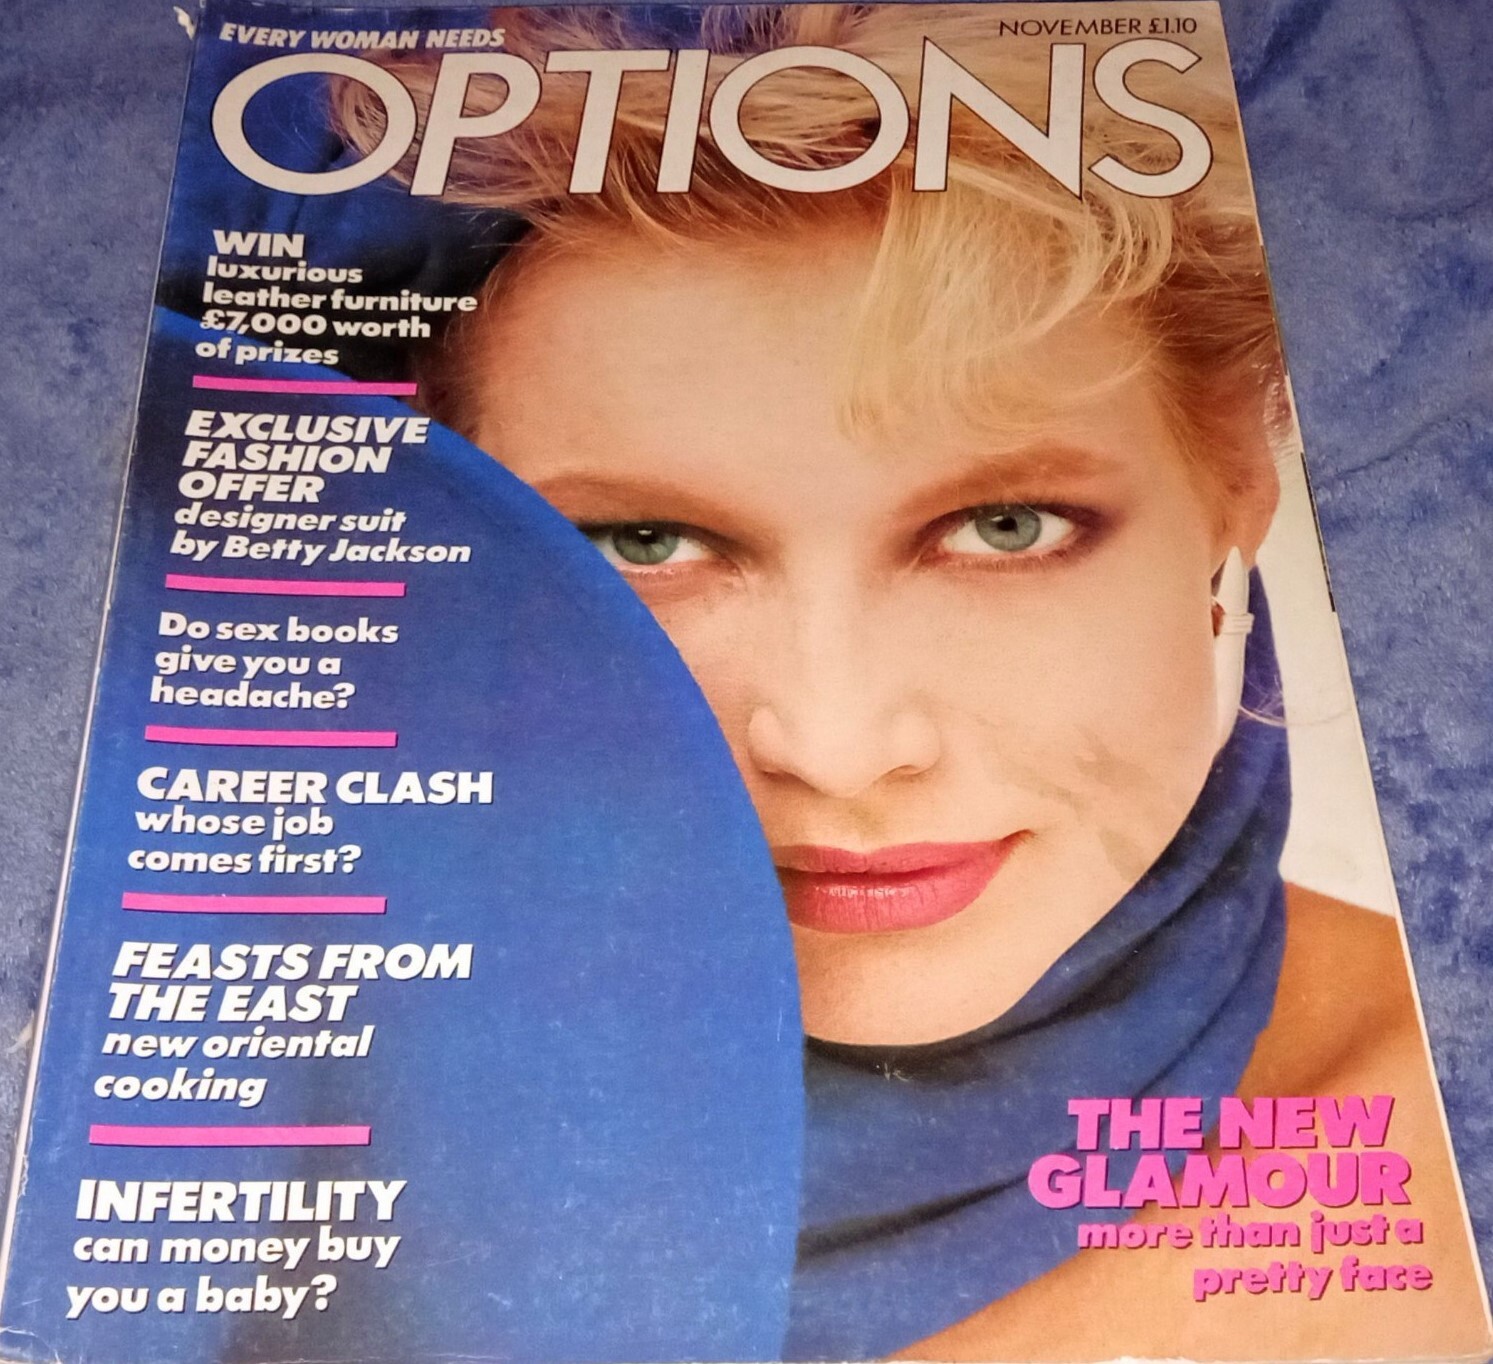 EVERY WOMAN NEEDS
NOVEMBER £1.10
OPTIONS
WIN
luxurious
leather furniture
£7,000 worth
of prizes
EXCLUSIVE
FASHION
OFFER
designer suit
by Betty Jackson
Do sex books
give you a
headache?
CAREER CLASH
whose job
comes first?
FEASTS FROM
THE EAST
new oriental
cooking
INFERTILITY
can money buy
you a baby?
THE NEW
GLAMOUR
more than just a
pretty face